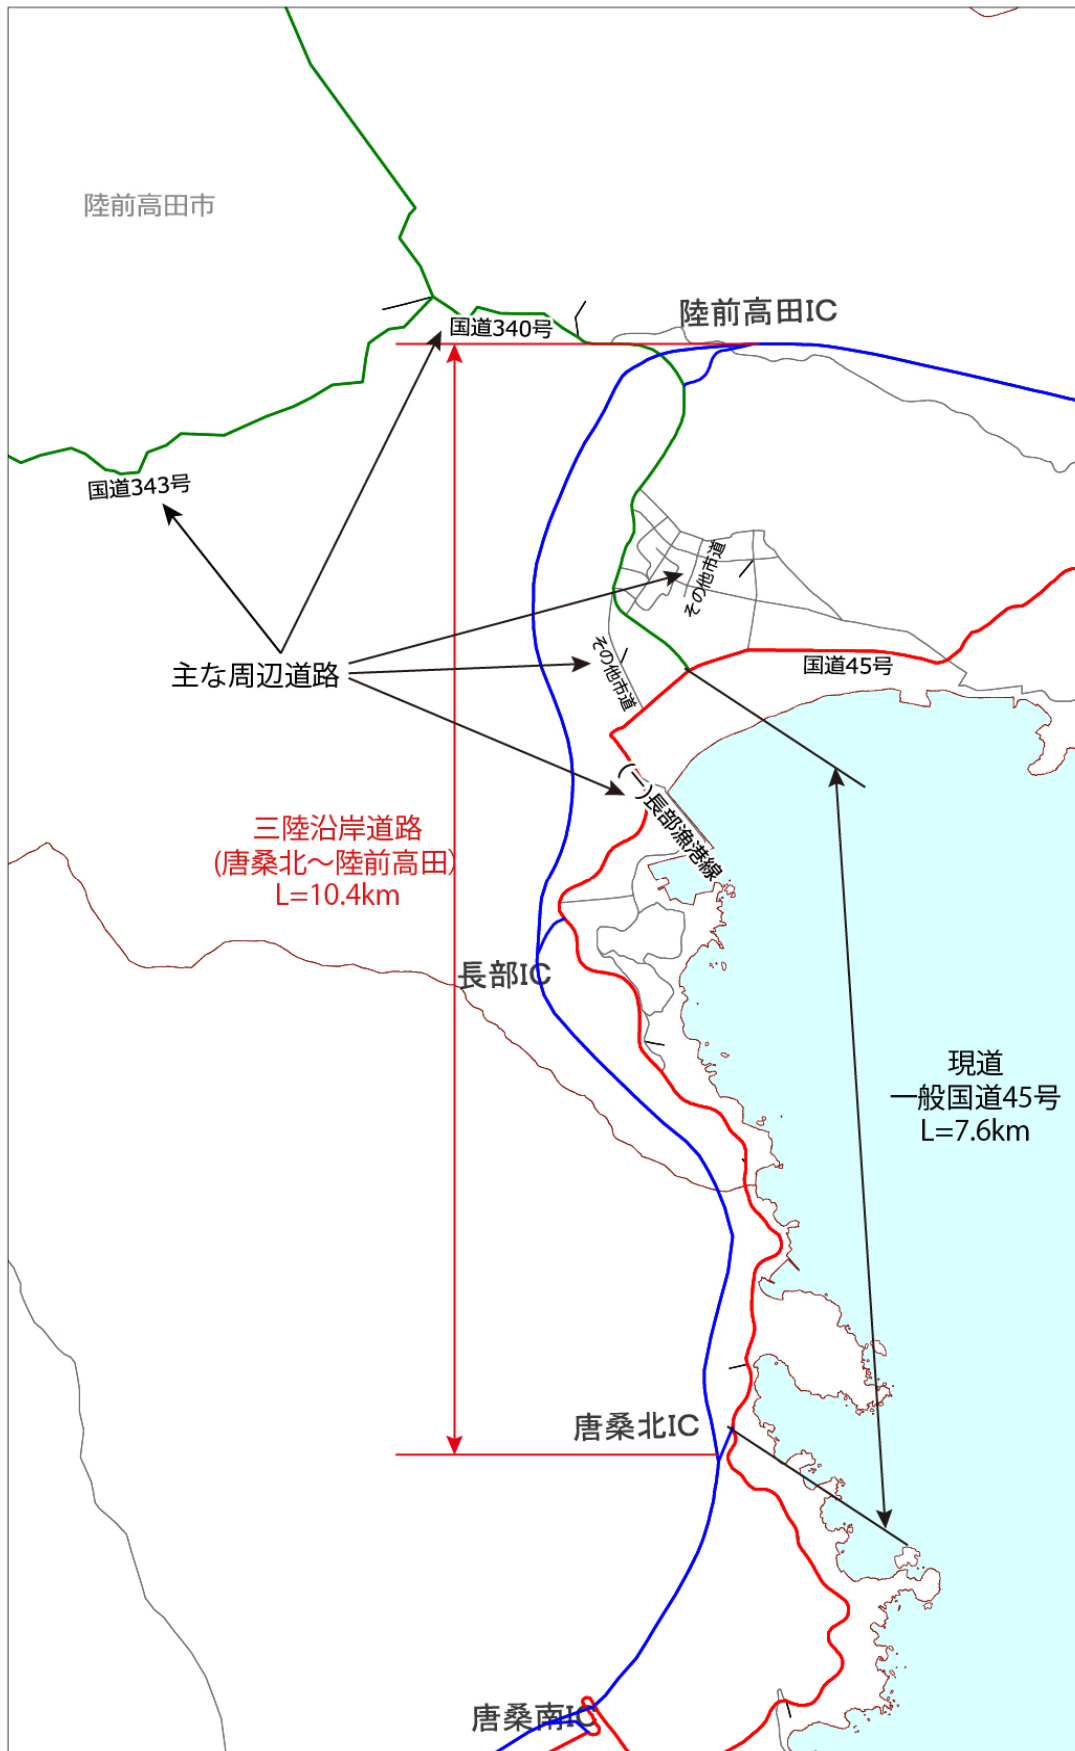 陸前高田市
陸前高田IC
国道340号
国道343号
その他市道
その他市道
国道45号
主な周辺道路
(一)長部漁港線
三陸沿岸道路
(唐桑北～陸前高田)
L=10.4km
長部IC
現道
一般国道45号
L=7.6km
唐桑北IC
唐桑南IC